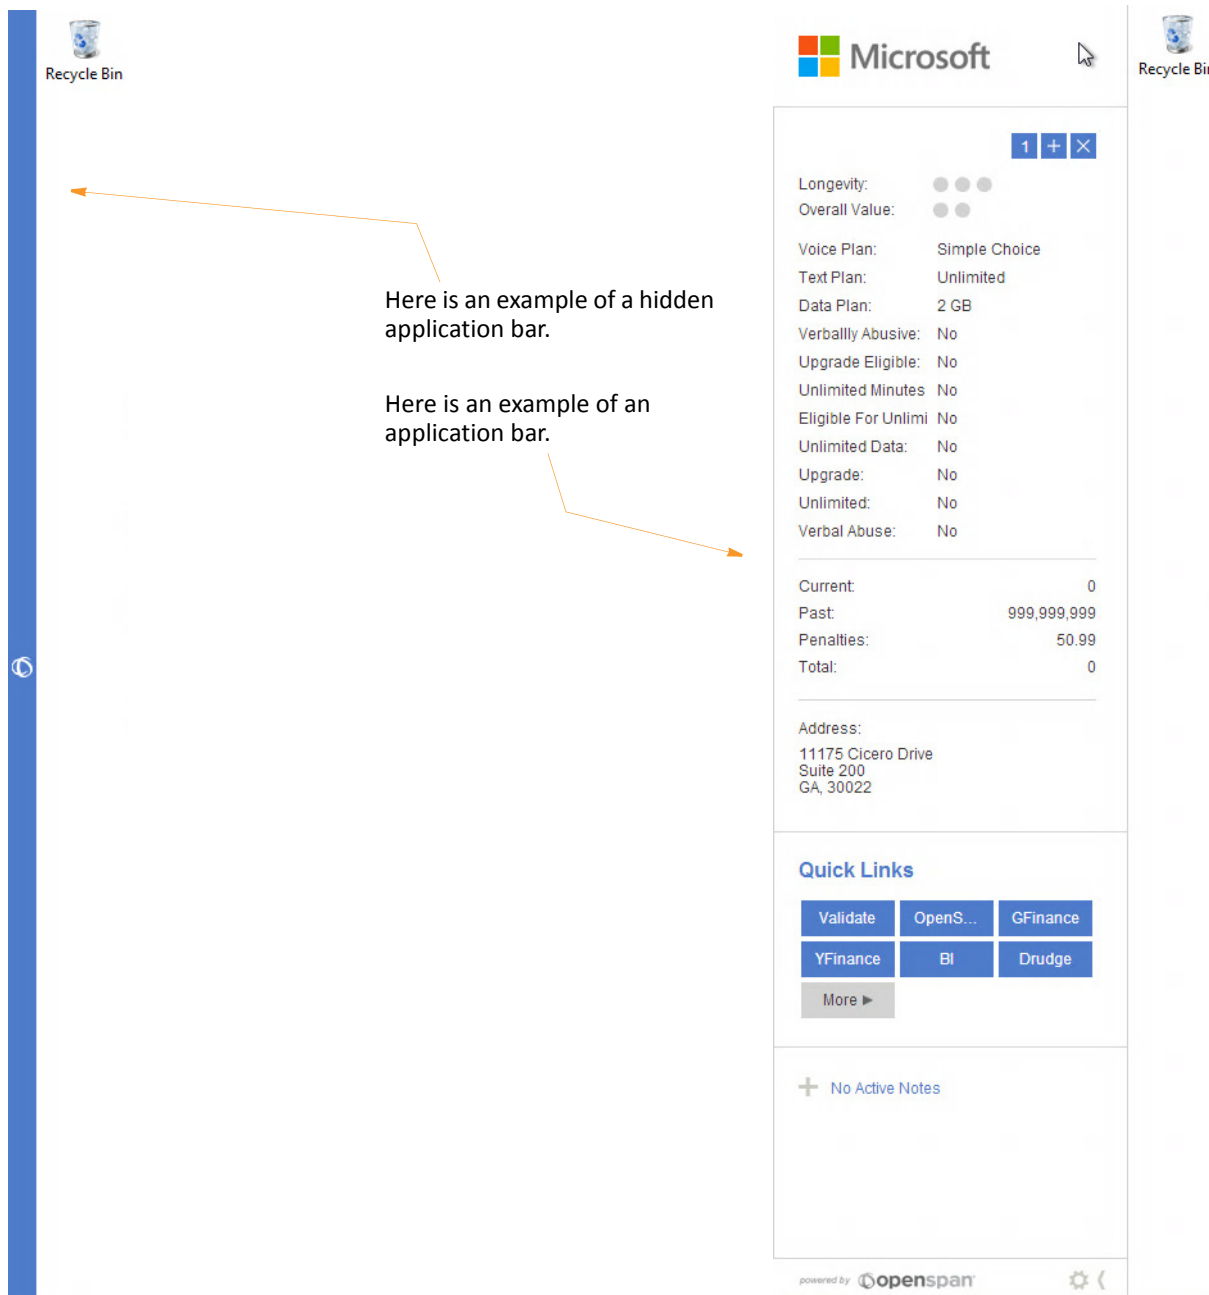 Recycle Bin
Here is an example of a hidden
application bar.
Here is an example of an
application bar.
Microsoft
1 + ×
Longevity:
Overall Value:
Voice Plan: Simple Choice
Text Plan: Unlimited
Data Plan: 2 GB
Verballly Abusive: No
Upgrade Eligible: No
Unlimited Minutes No
Eligible For Unlimi No
Unlimited Data: No
Upgrade: No
Unlimited: No
Verbal Abuse: No
Current: 0
Past: 999,999,999
Penalties: 50.99
Total: 0
Address:
11175 Cicero Drive
Suite 200
GA, 30022
Quick Links
Validate OpenS... GFinance
YFinance BI Drudge
More ▶
+ No Active Notes
powered by openspan
Recycle Bin